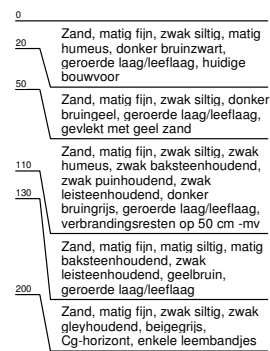 0
Zand, matig fijn, zwak siltig, matig
20
humeus, donker bruinzwart,
geroerde laag/leeflaag, huidige
bouwvoor
50
Zand, matig fijn, zwak siltig, donker
bruingeel, geroerde laag/leeflaag,
gevlekt met geel zand
Zand, matig fijn, zwak siltig, zwak
110
humeus, zwak baksteenhoudend,
zwak puinhoudend, zwak
130
leisteenhoudend, donker
bruingrijs, geroerde laag/leeflaag,
verbrandingsresten op 50 cm -mv
Zand, matig fijn, matig siltig, matig
baksteenhoudend, zwak
leisteenhoudend, geelbruin,
200
geroerde laag/leeflaag
Zand, matig fijn, zwak siltig, zwak
gleyhoudend, beigegrijs,
Cg-horizont, enkele leembandjes